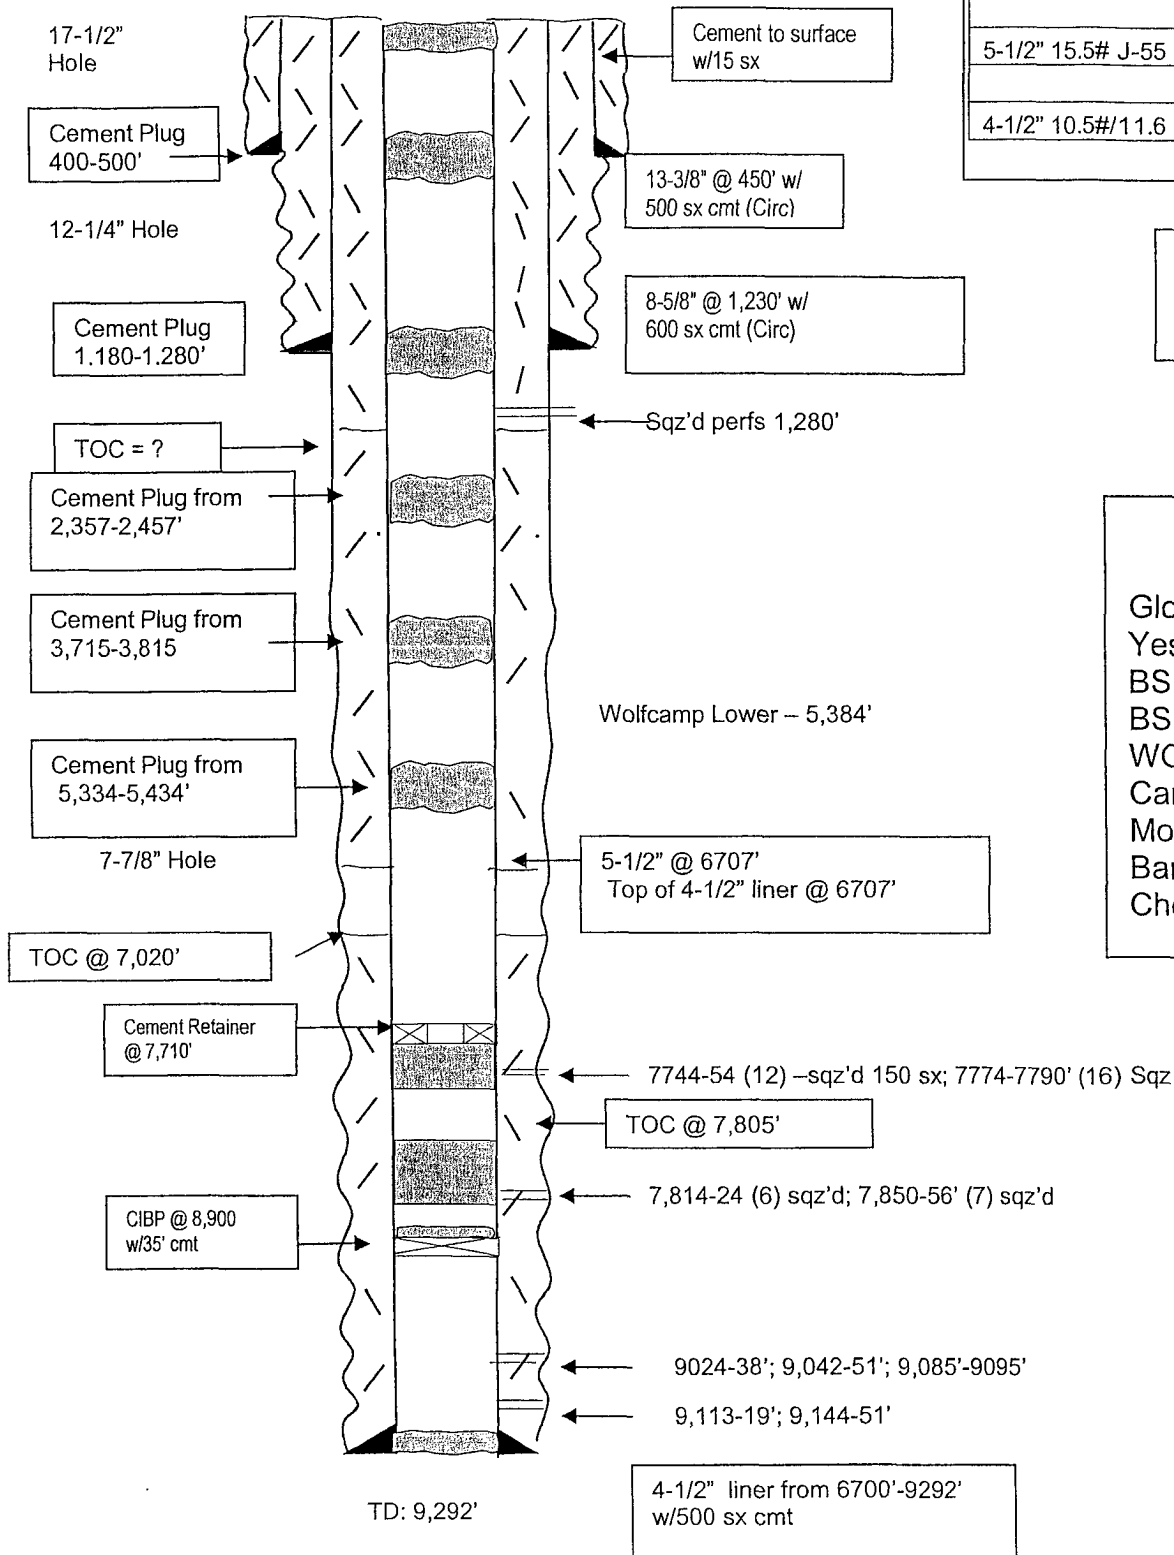 17-1/2"
Hole
Cement to surface
w/15 sx
5-1/2" 15.5# J-55
4-1/2" 10.5#/11.6
Cement Plug
400-500'
13-3/8" @ 450' w/
500 sx cmt (Circ)
12-1/4" Hole
8-5/8" @ 1,230' w/
600 sx cmt (Circ)
Cement Plug
1.180-1.280'
Sqz'd perfs 1,280'
TOC = ?
Cement Plug from
2,357-2,457'
Cement Plug from
3,715-3,815
Wolfcamp Lower – 5,384'
Cement Plug from
5,334-5,434'
7-7/8" Hole
5-1/2" @ 6707'
Top of 4-1/2" liner @ 6707'
TOC @ 7,020'
Cement Retainer
@ 7,710'
7744-54 (12) –sqz'd 150 sx; 7774-7790' (16) Sqz
TOC @ 7,805'
7,814-24 (6) sqz'd; 7,850-56' (7) sqz'd
CIBP @ 8,900
w/35' cmt
9024-38'; 9,042-51'; 9,085'-9095'
9,113-19'; 9,144-51'
4-1/2" liner from 6700'-9292'
w/500 sx cmt
TD: 9,292'
Yes
BS
BS
Mo